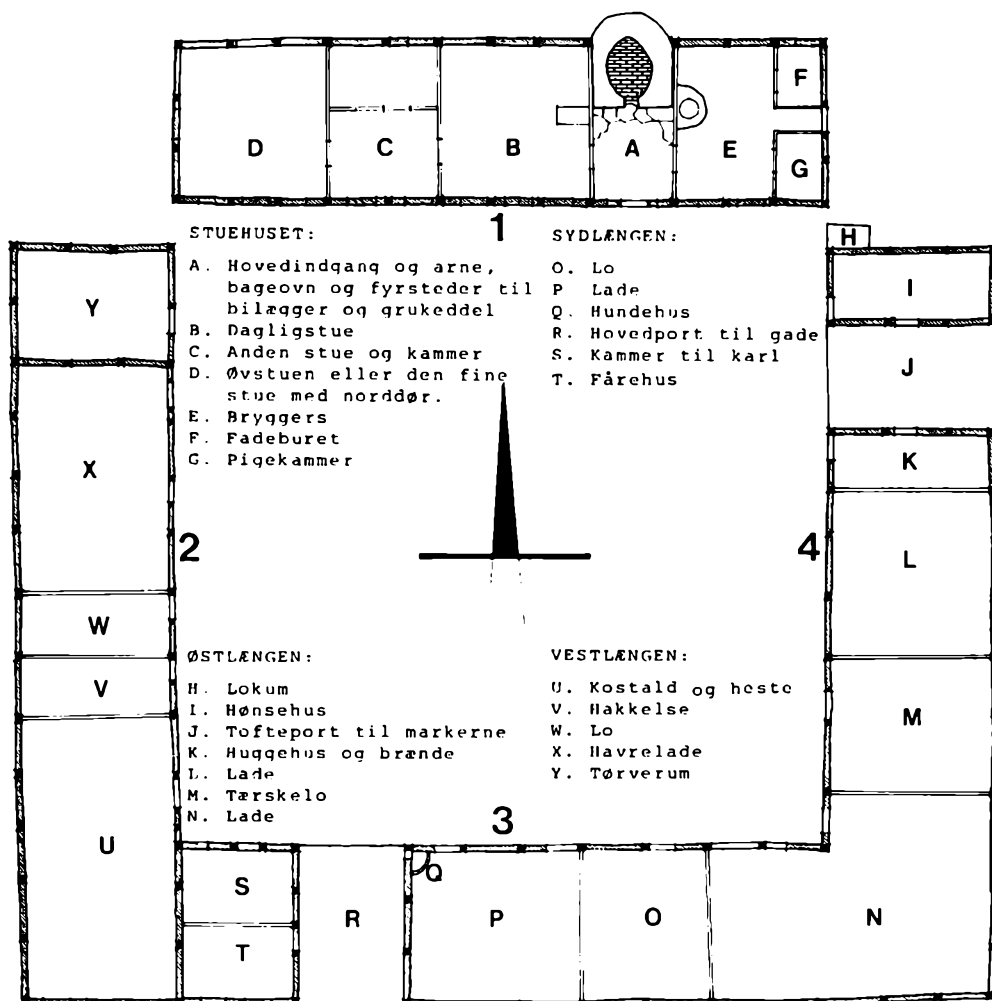 F
D
C
B
A
E
G
1
H
STUEHUSET:
A. Hovedindgang og arne,
bageovn og fyrsteder til
bilægger og grukeddel
B. Dagligstue
C. Anden stue og kammer
D. Øvstuen eller den fine
stue med norddør.
E. Bryggers
F. Fadeburet
G. Pigekammer
SYDLÆNGEN:
O. Lo
P Lade
Q. Hundehus
R. Hovedport til gade
S. Kammer til karl
T. Fårehus
Y
I
J
X
K
2
4
L
W
V
M
ØSTLÆNGEN:
H. Lokum
I. Hønsehus
J. Tofteport til markerne
K. Huggehus og brænde
L. Lade
M. Tærskelo
N. Lade
VESTLÆNGEN:
U. Kostald og heste
V. Hakkelse
W. Lo
X. Havrelade
Y. Tørverum
3
U
Q
S
R
P
O
N
T